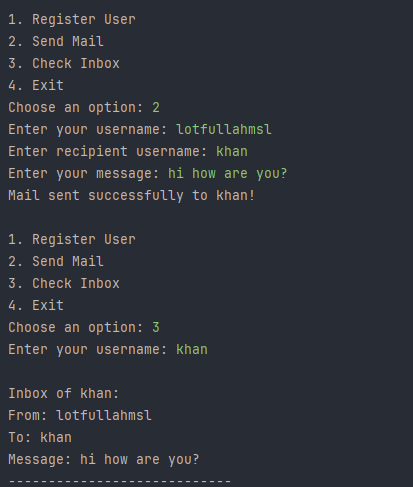 1. Register User
2. Send Mail
3. Check Inbox
4. Exit
Choose an option: 2
Enter your username: lotfullahmsl
Enter recipient username: khan
Enter your message: hi how are you?
Mail sent successfully to khan!

1. Register User
2. Send Mail
3. Check Inbox
4. Exit
Choose an option: 3
Enter your username: khan

Inbox of khan:
From: lotfullahmsl
To: khan
Message: hi how are you?
----------------------------